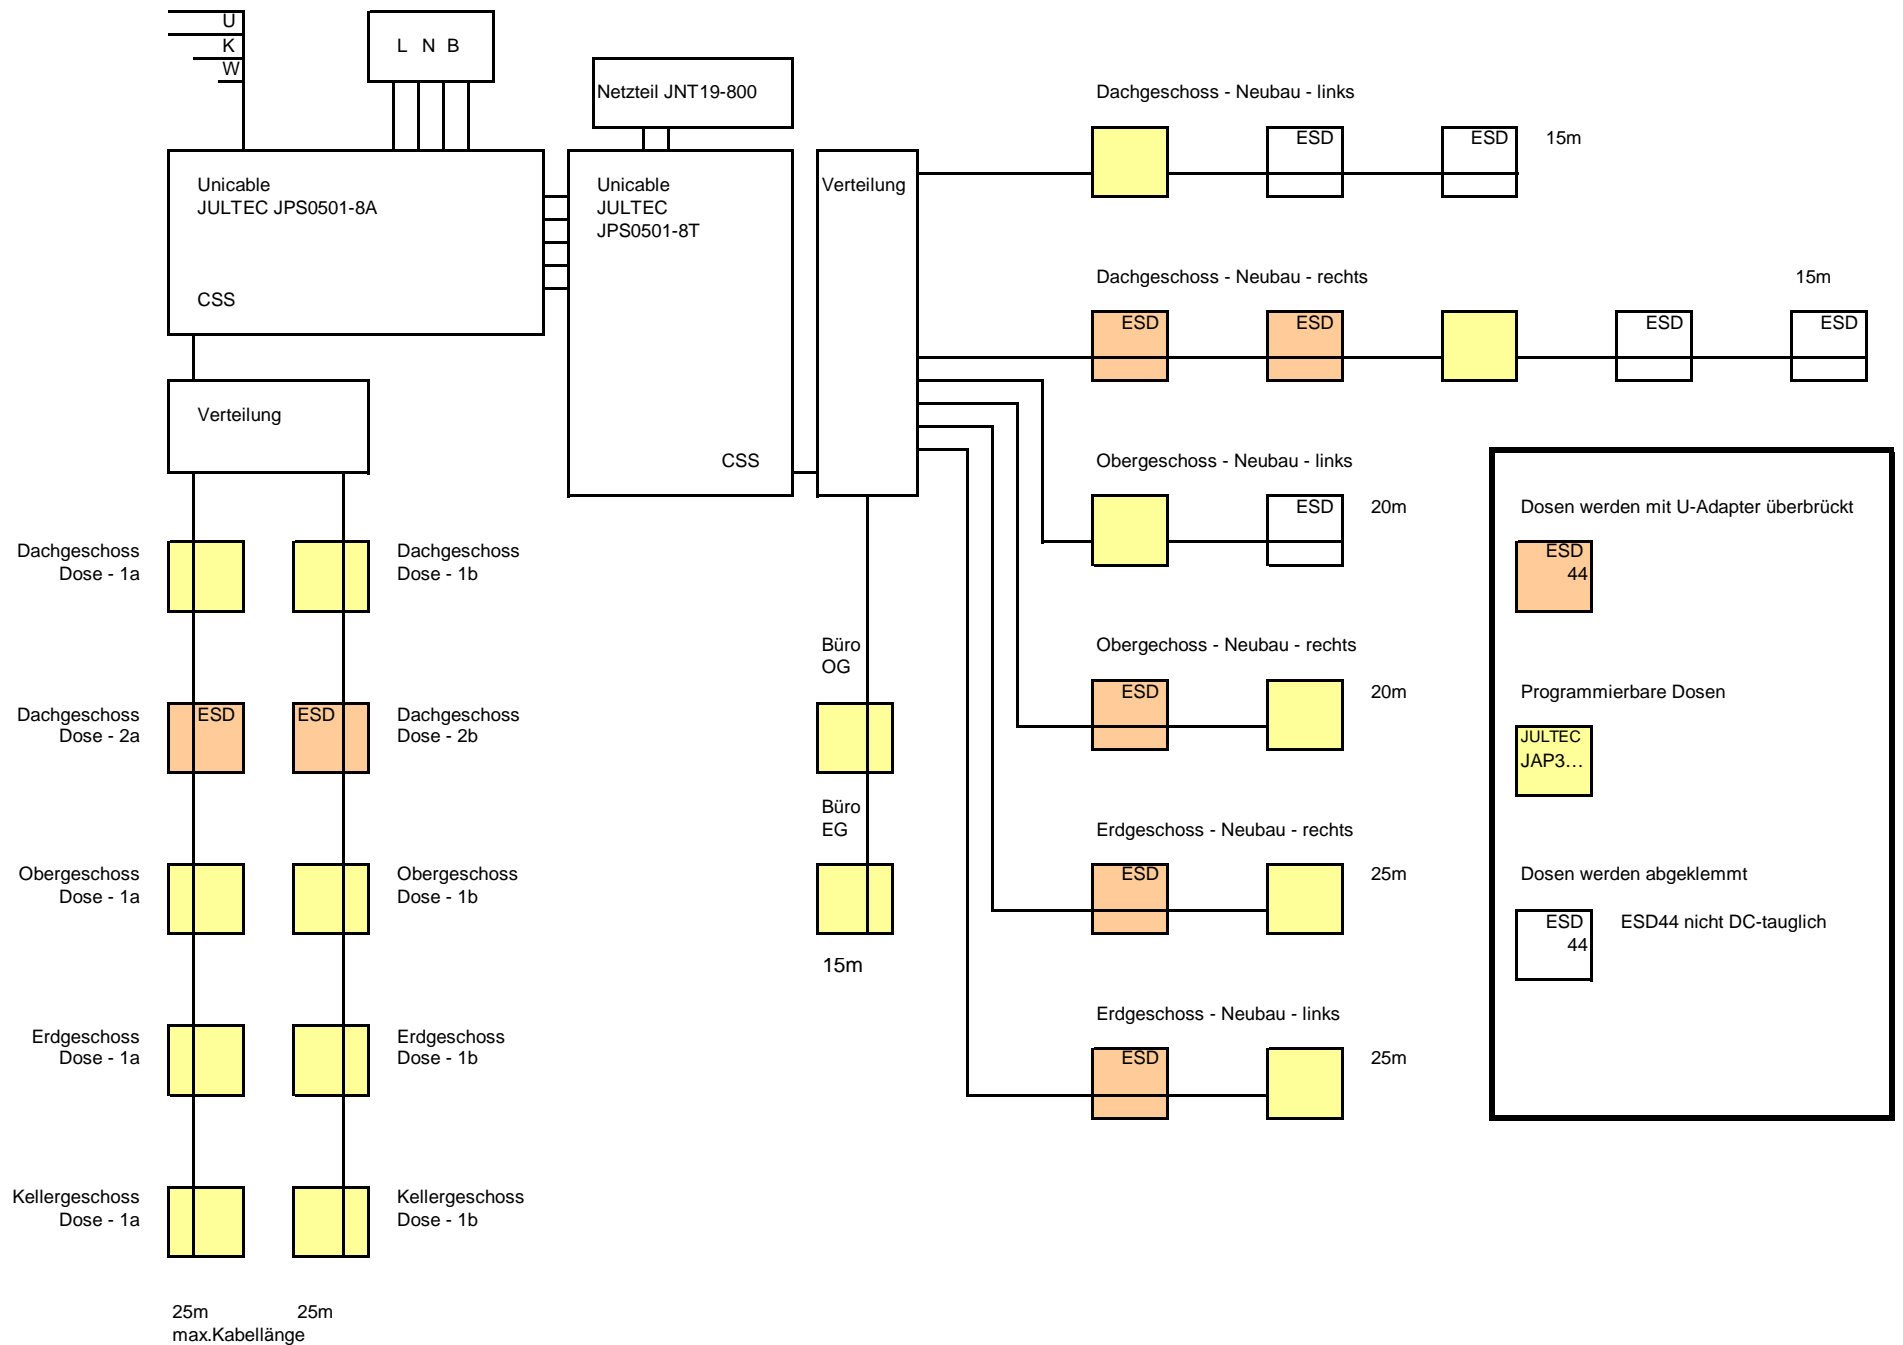 U
K
W
L N B
Netzteil JNT19-800
Unicable
JULTEC JPS0501-8A
CSS
Unicable
JULTEC
JPS0501-8T
CSS
Verteilung
Verteilung
Dachgeschoss
Dose - 1a
Dachgeschoss
Dose - 1b
Dachgeschoss
Dose - 2a
ESD
ESD
Dachgeschoss
Dose - 2b
Obergeschoss
Dose - 1a
Obergeschoss
Dose - 1b
Erdgeschoss
Dose - 1a
Erdgeschoss
Dose - 1b
Kellergeschoss
Dose - 1a
Kellergeschoss
Dose - 1b
25m
25m
max.Kabellänge
Büro
OG
Büro
EG
15m
Dachgeschoss - Neubau - links
ESD
ESD
15m
Dachgeschoss - Neubau - rechts
15m
ESD
ESD
ESD
ESD
Obergeschoss - Neubau - links
ESD
20m
Obergechoss - Neubau - rechts
ESD
20m
Erdgeschoss - Neubau - rechts
ESD
25m
Erdgeschoss - Neubau - links
ESD
25m
Dosen werden mit U-Adapter überbrückt
ESD
44
Programmierbare Dosen
JULTEC
JAP3...
Dosen werden abgeklemmt
ESD
44
ESD44 nicht DC-tauglich